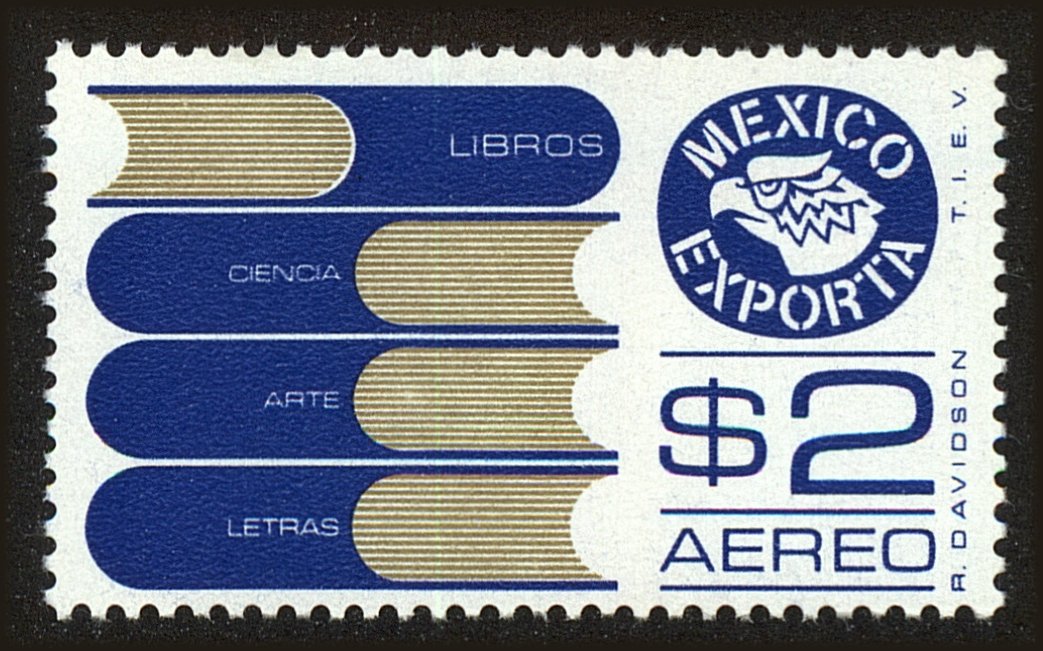 LIBROS
CIENCIA
ARTE
LETRAS
MEXICO
EXPORTA
$2
AEREO
R. DAVIDSON
T. I. E. V.